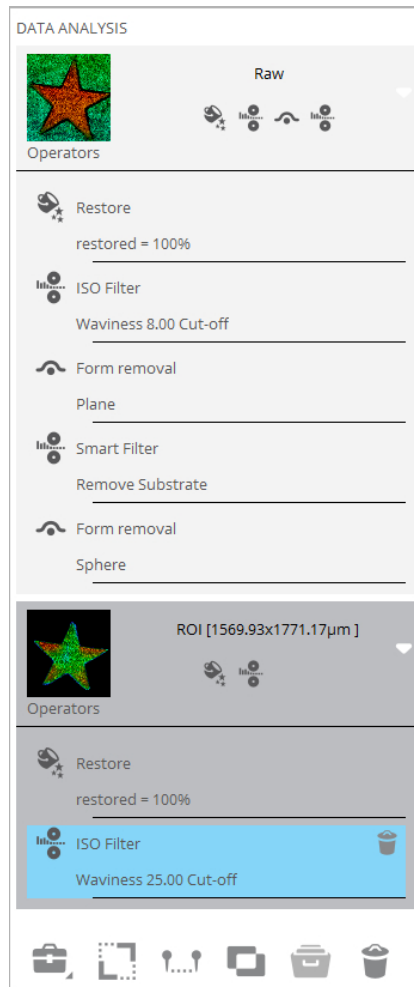 DATA ANALYSIS
Raw
Operators
Restore
restored = 100%
ISO Filter
Waviness 8.00 Cut-off
Form removal
Plane
Smart Filter
Remove Substrate
Form removal
Sphere
ROI [1569.93x1771.17µm ]
Operators
Restore
restored = 100%
ISO Filter
Waviness 25.00 Cut-off